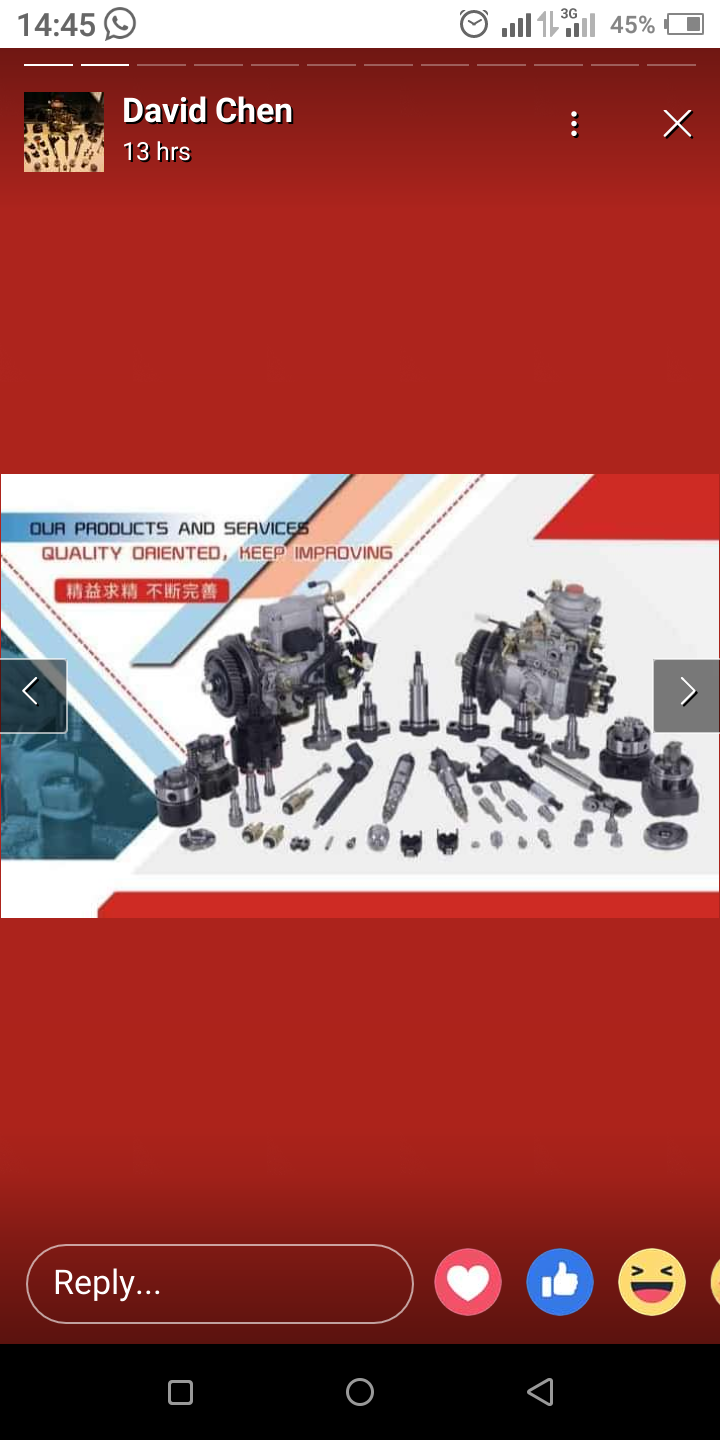 14:45
3G
45%
David Chen
13 hrs
OUR PRODUCTS AND SERVICES
QUALITY ORIENTED, KEEP IMPROVING
精益求精 不断完善
Reply...